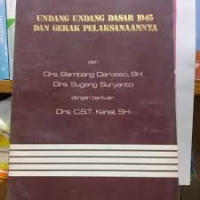 UNDANG UNDANG DASAR 1945
DAN GERAK PELAKSANAANNYA
oleh
Drs. Bambang Daroeso, SH
Drs. Sugeng Suryanto
dengan bantuan
Drs. C.S.T. Kansil, SH